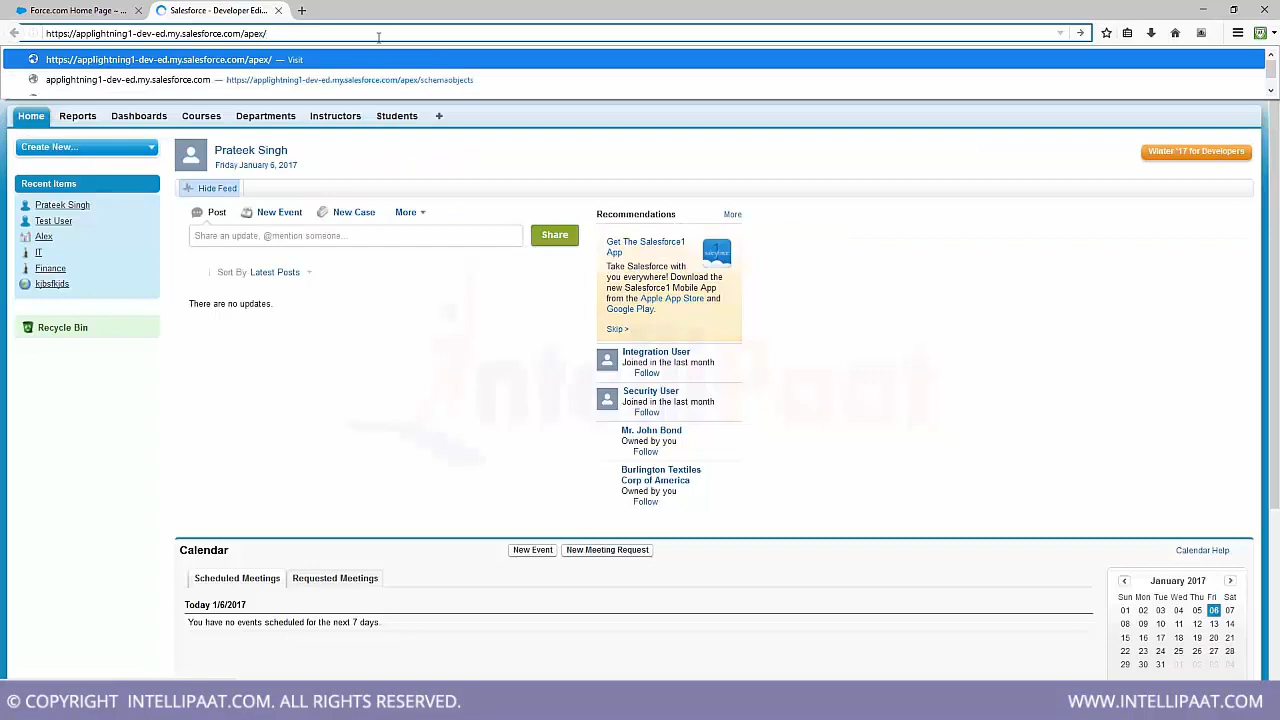 Force.com Home Page – ...
Salesforce - Developer Edi...
https://applightning1-dev-ed.my.salesforce.com/apex/
https://applightning1-dev-ed.my.salesforce.com/apex/ — Visit
applightning1-dev-ed.my.salesforce.com — https://applightning1-dev-ed.my.salesforce.com/apex/schemaobjects
Home Reports Dashboards Courses Departments Instructors Students +
Create New...
Prateek Singh
Friday January 6, 2017
Winter '17 for Developers
Recent Items
Hide Feed
Prateek Singh
Test User
Alex
IT
Finance
kjbsfkjds
Recycle Bin
Post New Event New Case More
Share an update, @mention someone...
Share
Sort By Latest Posts
There are no updates.
Recommendations More
Get The Salesforce1
App
Take Salesforce with
you everywhere! Download the
new Salesforce1 Mobile App
from the Apple App Store and
Google Play.
Skip >
salesforce
Integration User
Joined in the last month
Follow
Security User
Joined in the last month
Follow
Mr. John Bond
Owned by you
Follow
Burlington Textiles
Corp of America
Owned by you
Follow
IntelliPaat
Calendar
New Event New Meeting Request
Calendar Help
Scheduled Meetings Requested Meetings
Today 1/6/2017
You have no events scheduled for the next 7 days.
January 2017
Sun Mon Tue Wed Thu Fri Sat
01 02 03 04 05 06 07
08 09 10 11 12 13 14
15 16 17 18 19 20 21
22 23 24 25 26 27 28
29 30 31 01 02 03 04
© COPYRIGHT INTELLIPAAT.COM. ALL RIGHTS RESERVED.
WWW.INTELLIPAAT.COM